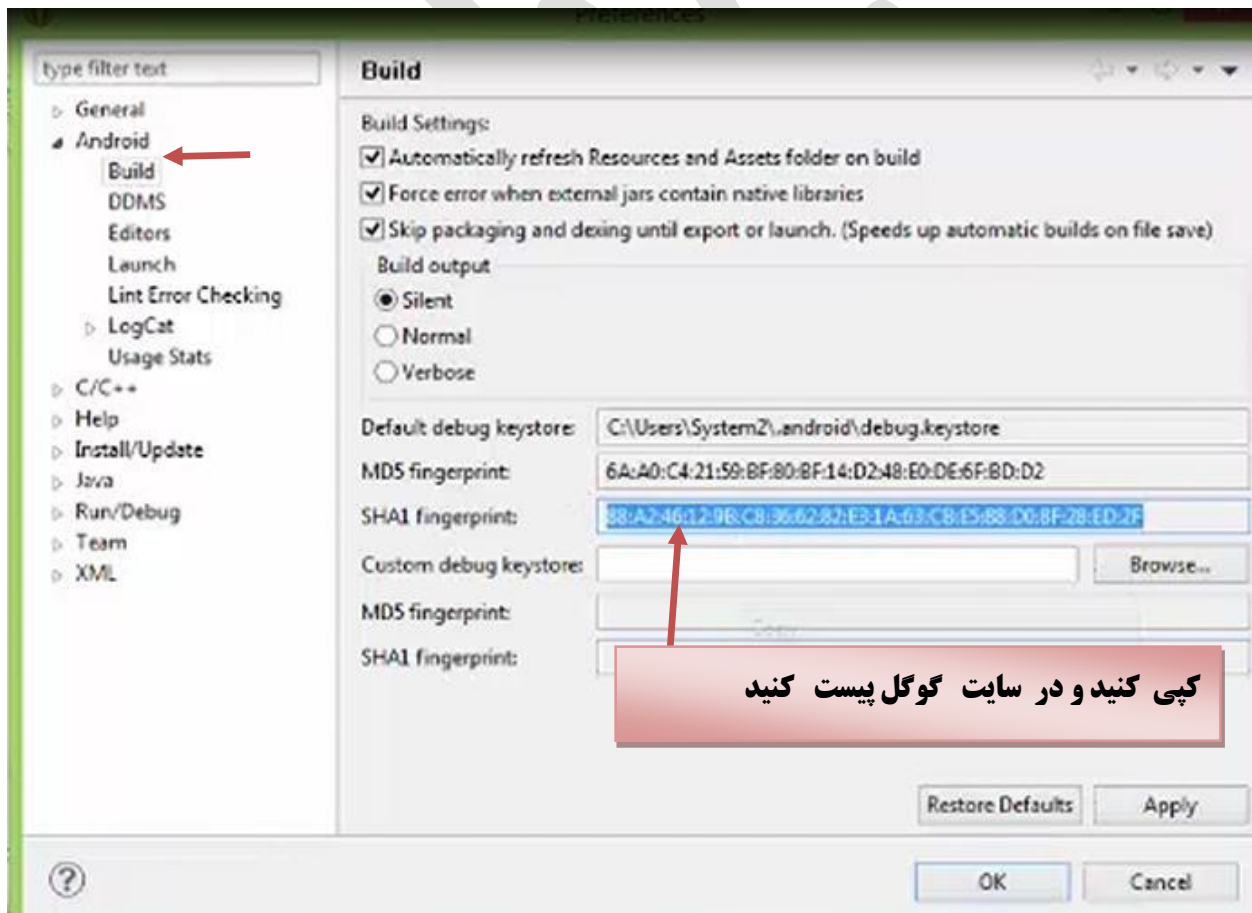 Preferences
type filter text
General
Android
Build
DDMS
Editors
Launch
Lint Error Checking
LogCat
Usage Stats
C/C++
Help
Install/Update
Java
Run/Debug
Team
XML
Build
Build Settings:
Automatically refresh Resources and Assets folder on build
Force error when external jars contain native libraries
Skip packaging and dexing until export or launch. (Speeds up automatic builds on file save)
Build output
Silent
Normal
Verbose
Default debug keystore: C:\Users\System2\.android\debug.keystore
MD5 fingerprint: 6A:A0:C4:21:59:BF:80:BF:14:D2:48:E0:DE:6F:BD:D2
SHA1 fingerprint: 88:A2:46:12:9B:C8:36:62:82:E3:1A:63:CB:E5:88:D0:8F:28:ED:2F
Custom debug keystore: Browse...
MD5 fingerprint:
Copy
SHA1 fingerprint:
کپی کنید و در سایت گوگل پیست کنید
Restore Defaults Apply
OK Cancel